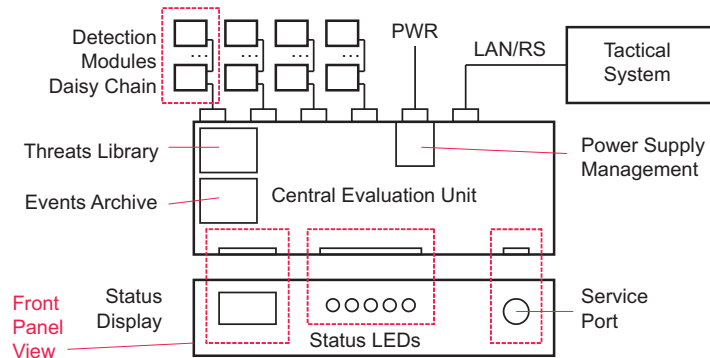 Detection
Modules
Daisy Chain
...
...
...
...
PWR
LAN/RS
Tactical
System
Threats Library
Power Supply
Management
Events Archive
Central Evaluation Unit
Front
Panel
View
Status
Display
Status LEDs
Service
Port